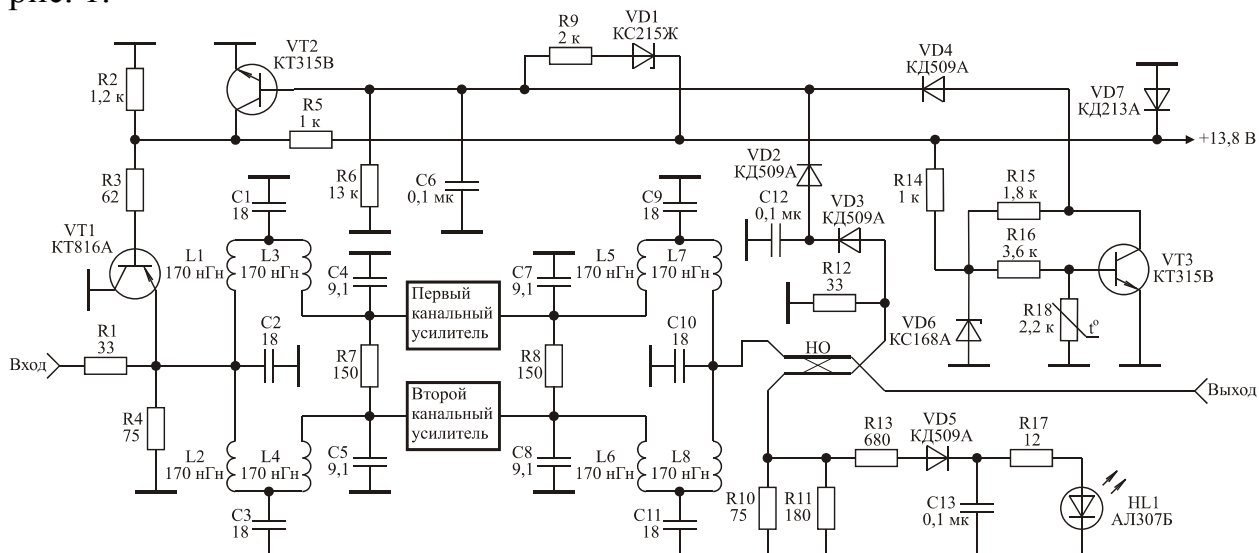 рис. 1.
VD1
КС215Ж
R9
2 к
VT2
КТ315В
VD4
КД509А
VD7
КД213А
R2
1,2 к
R5
1 к
+13,8 В
R3
62
C1
18
R6
13 к
C6
0,1 мк
C9
18
VD2
КД509А
C12
0,1 мк
VD3
КД509А
R14
1 к
R15
1,8 к
VT1
КТ816А
L1
170 нГн
L3
170 нГн
C4
9,1
C7
9,1
L5
170 нГн
L7
170 нГн
R12
33
R16
3,6 к
VT3
КТ315В
Первый
канальный
усилитель
VD6
КС168А
R18
2,2 к
t°
R1
33
Вход
C2
18
R7
150
R8
150
C10
18
НО
Выход
R4
75
Второй
канальный
усилитель
L2
170 нГн
L4
170 нГн
C5
9,1
C8
9,1
L6
170 нГн
L8
170 нГн
R13
680
VD5
КД509А
R17
12
C3
18
C11
18
R10
75
R11
180
C13
0,1 мк
HL1
АЛ307Б